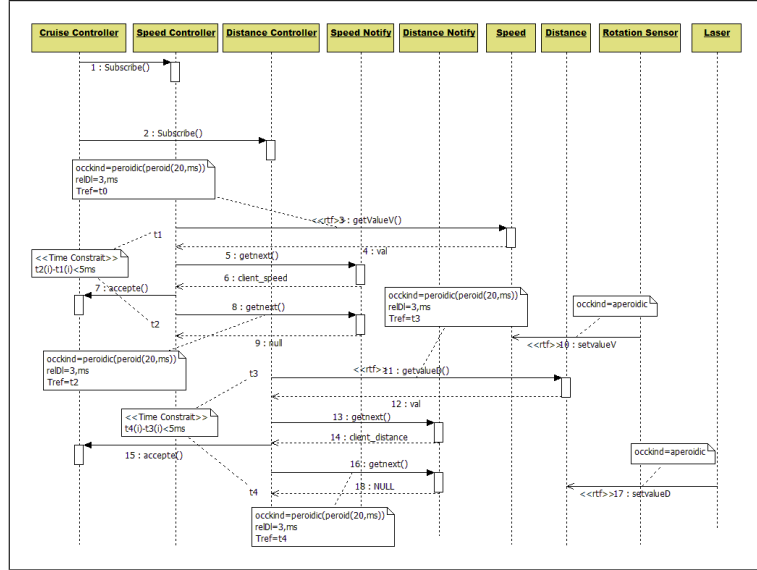 Cruise Controller
Speed Controller
Distance Controller
Speed Notify
Distance Notify
Speed
Distance
Rotation Sensor
Laser
1 : Subscribe()
2 : Subscribe()
occkind=peroidic(peroid(20,ms))
relDl=3,ms
Tref=t0
<<rtf>>
3 : getValueV()
t1
4 : val
<<Time Constrait>>
t2(i)-t1(i)<5ms
5 : getnext()
6 : client_speed
7 : accepte()
8 : getnext()
occkind=peroidic(peroid(20,ms))
relDl=3,ms
Tref=t3
occkind=aperoidic
t2
9 : null
<<rtf>>
10 : setvalueV
occkind=peroidic(peroid(20,ms))
relDl=3,ms
Tref=t2
t3
<<rtf>>
11 : getvalueD()
12 : val
<<Time Constrait>>
t4(i)-t3(i)<5ms
13 : getnext()
14 : client_distance
15 : accepte()
occkind=aperoidic
16 : getnext()
t4
18 : NULL
<<rtf>>
17 : setvalueD
occkind=peroidic(peroid(20,ms))
relDl=3,ms
Tref=t4